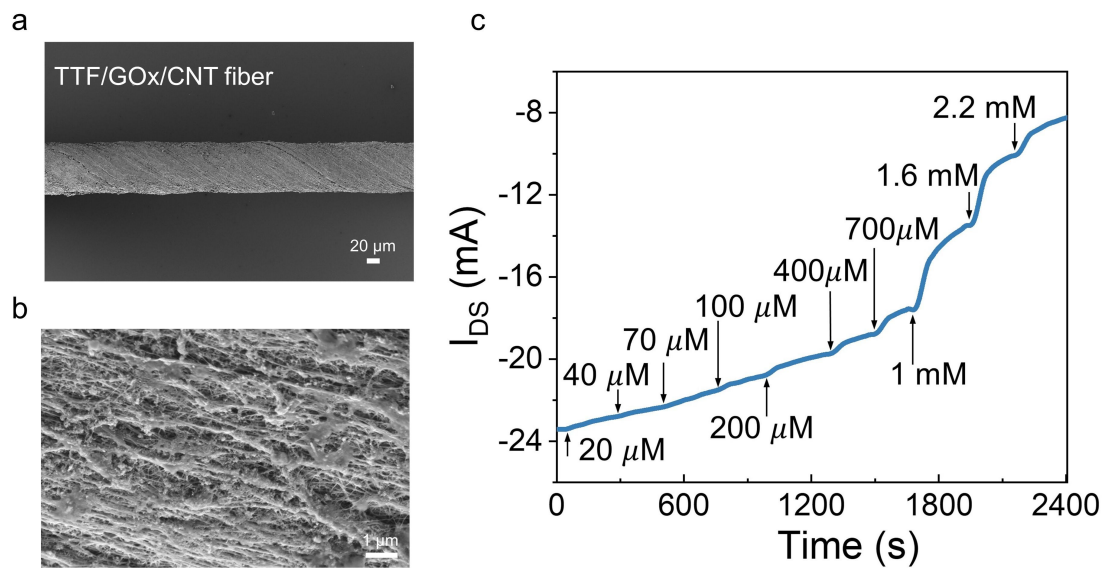 a
TTF/GOx/CNT fiber
20 μm
b
1 μm
c
I_DS (mA)
-8
-12
-16
-20
-24
0
600
1200
1800
2400
Time (s)
20 μM
40 μM
70 μM
100 μM
200 μM
400μM
700μM
1 mM
1.6 mM
2.2 mM